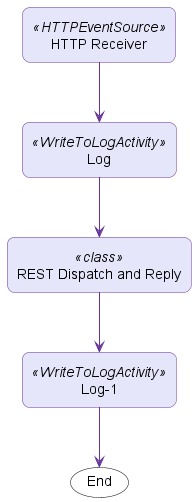 «HTTPEventSource»
HTTP Receiver
«WriteToLogActivity»
Log
«class»
REST Dispatch and Reply
«WriteToLogActivity»
Log-1
End